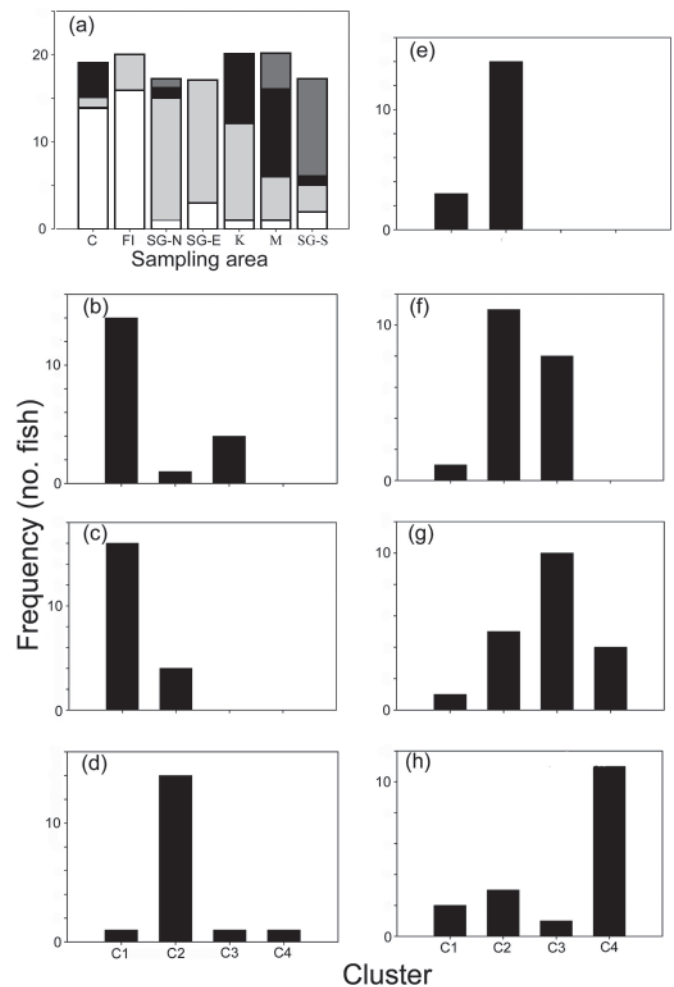 (a)
20
10
0
C FI SG-N SG-E K M SG-S
Sampling area
(e)
10
0
(b)
10
0
(f)
10
0
(c)
10
0
(g)
10
0
(d)
10
0
C1 C2 C3 C4
(h)
10
0
C1 C2 C3 C4
Frequency (no. fish)
Cluster